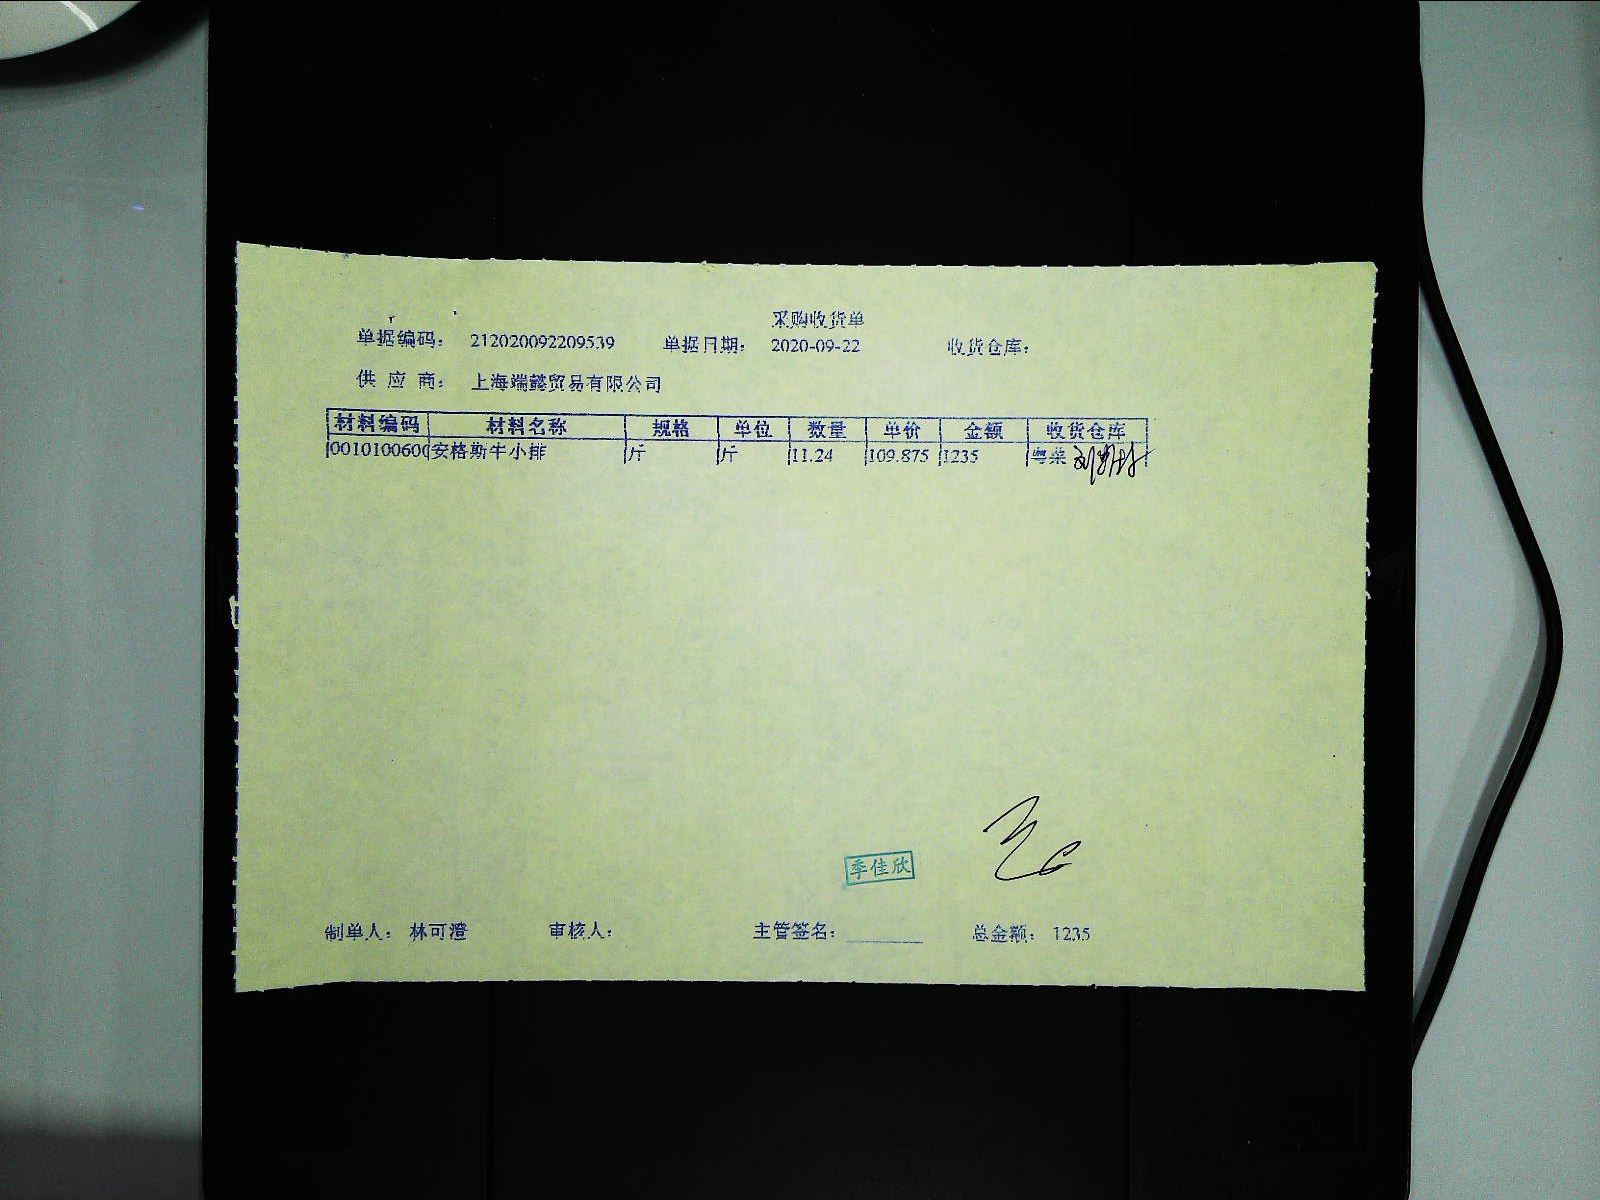 采购收货单
单据编码： 212020092209539 单据日期： 2020-09-22 收货仓库：
供 应 商： 上海端懿贸易有限公司
材料编码 材料名称 规格 单位 数量 单价 金额 收货仓库
0010100600 安格斯牛小排 斤 斤 11.24 109.875 1235 粤菜
季佳欣
制单人： 林可澄 审核人： 主管签名： 总金额： 1235